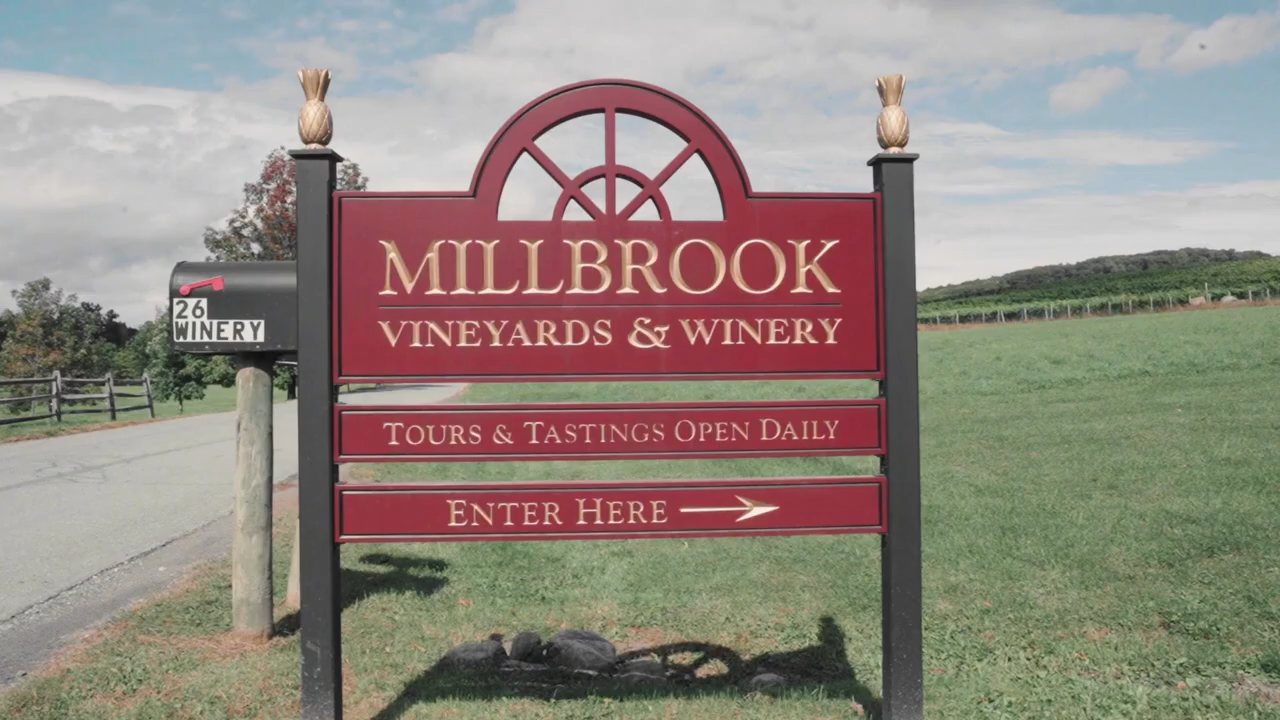 MILLBROOK
VINEYARDS & WINERY
TOURS & TASTINGS OPEN DAILY
ENTER HERE
26
WINERY